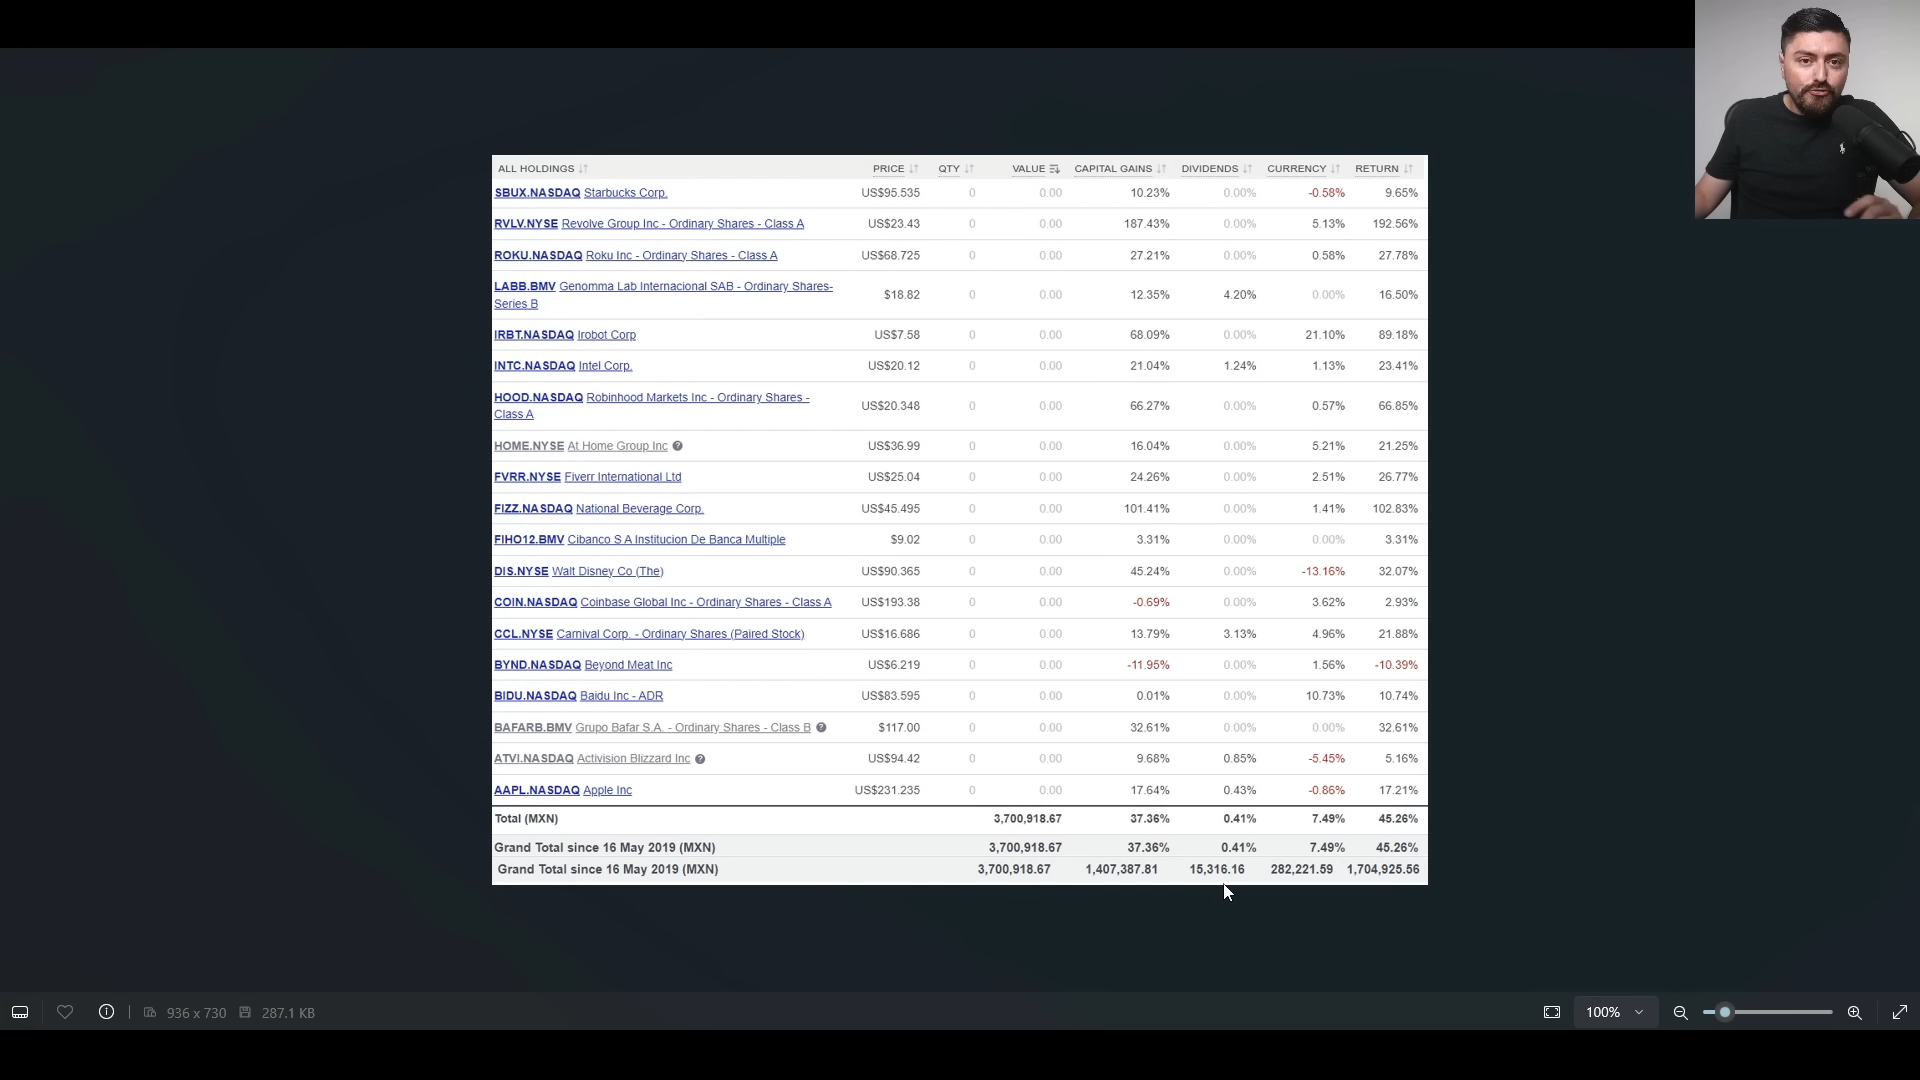 ALL HOLDINGS PRICE QTY VALUE CAPITAL GAINS DIVIDENDS CURRENCY RETURN
SBUX.NASDAQ Starbucks Corp. US$95.535 0 0.00 10.23% 0.00% -0.58% 9.65%
RVLV.NYSE Revolve Group Inc - Ordinary Shares - Class A US$23.43 0 0.00 187.43% 0.00% 5.13% 192.56%
ROKU.NASDAQ Roku Inc - Ordinary Shares - Class A US$68.725 0 0.00 27.21% 0.00% 0.58% 27.78%
LABB.BMV Genomma Lab Internacional SAB - Ordinary Shares-
Series B $18.82 0 0.00 12.35% 4.20% 0.00% 16.50%
IRBT.NASDAQ Irobot Corp US$7.58 0 0.00 68.09% 0.00% 21.10% 89.18%
INTC.NASDAQ Intel Corp. US$20.12 0 0.00 21.04% 1.24% 1.13% 23.41%
HOOD.NASDAQ Robinhood Markets Inc - Ordinary Shares -
Class A US$20.348 0 0.00 66.27% 0.00% 0.57% 66.85%
HOME.NYSE At Home Group Inc ? US$36.99 0 0.00 16.04% 0.00% 5.21% 21.25%
FVRR.NYSE Fiverr International Ltd US$25.04 0 0.00 24.26% 0.00% 2.51% 26.77%
FIZZ.NASDAQ National Beverage Corp. US$45.495 0 0.00 101.41% 0.00% 1.41% 102.83%
FIHO12.BMV Cibanco S A Institucion De Banca Multiple $9.02 0 0.00 3.31% 0.00% 0.00% 3.31%
DIS.NYSE Walt Disney Co (The) US$90.365 0 0.00 45.24% 0.00% -13.16% 32.07%
COIN.NASDAQ Coinbase Global Inc - Ordinary Shares - Class A US$193.38 0 0.00 -0.69% 0.00% 3.62% 2.93%
CCL.NYSE Carnival Corp. - Ordinary Shares (Paired Stock) US$16.686 0 0.00 13.79% 3.13% 4.96% 21.88%
BYND.NASDAQ Beyond Meat Inc US$6.219 0 0.00 -11.95% 0.00% 1.56% -10.39%
BIDU.NASDAQ Baidu Inc - ADR US$83.595 0 0.00 0.01% 0.00% 10.73% 10.74%
BAFARB.BMV Grupo Bafar S.A. - Ordinary Shares - Class B ? $117.00 0 0.00 32.61% 0.00% 0.00% 32.61%
ATVI.NASDAQ Activision Blizzard Inc ? US$94.42 0 0.00 9.68% 0.85% -5.45% 5.16%
AAPL.NASDAQ Apple Inc US$231.235 0 0.00 17.64% 0.43% -0.86% 17.21%
Total (MXN) 3,700,918.67 37.36% 0.41% 7.49% 45.26%
Grand Total since 16 May 2019 (MXN) 3,700,918.67 37.36% 0.41% 7.49% 45.26%
Grand Total since 16 May 2019 (MXN) 3,700,918.67 1,407,387.81 15,316.16 282,221.59 1,704,925.56
936 x 730 287.1 KB 100%